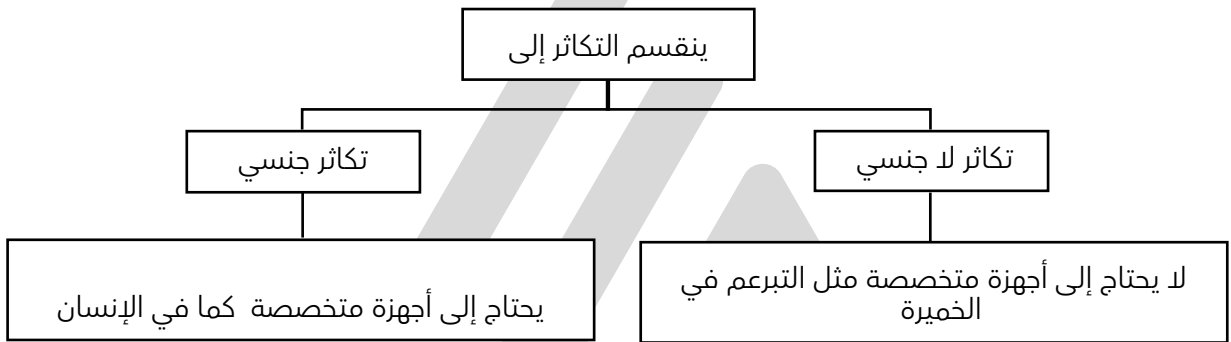 ينقسم التكاثر إلى
تكاثر لا جنسي
تكاثر جنسي
لا يحتاج إلى أجهزة متخصصة مثل التبرعم في
الخميرة
يحتاج إلى أجهزة متخصصة كما في الإنسان